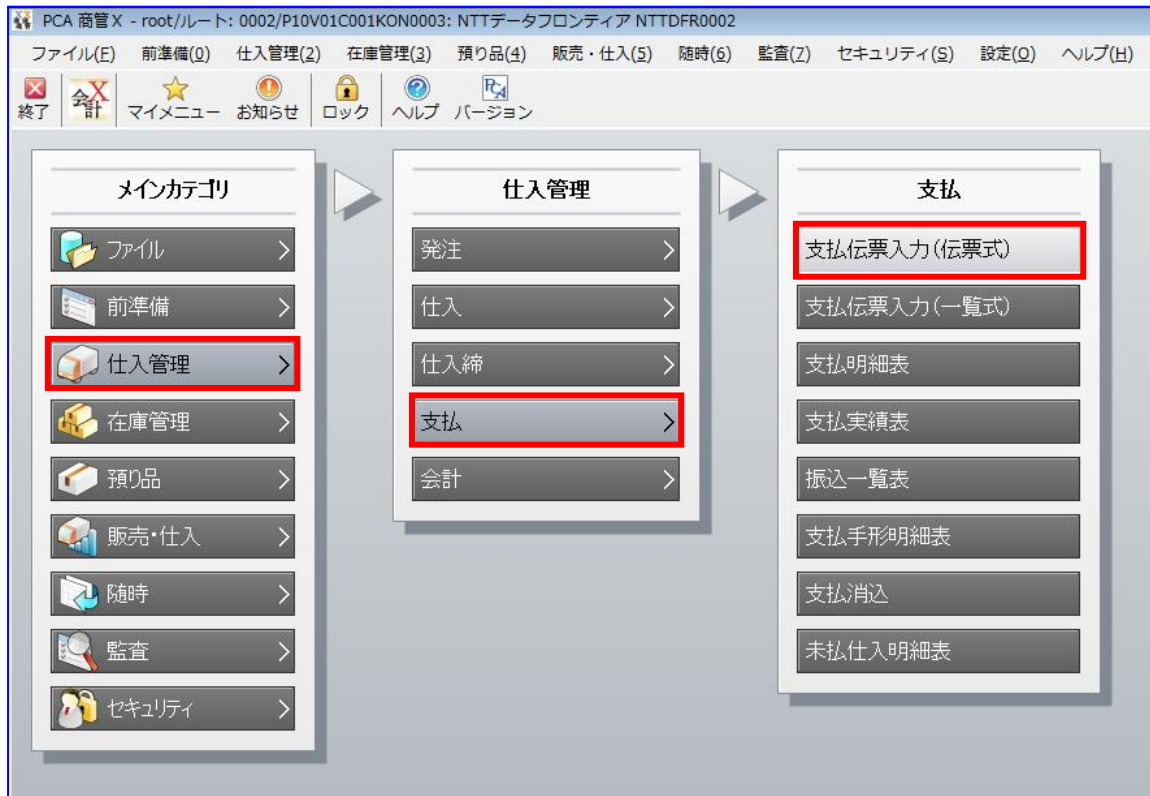 PCA 商管X - root/ルート: 0002/P10V01C001KON0003: NTTデータフロンティア NTTDFR0002
ファイル(F) 前準備(0) 仕入管理(2) 在庫管理(3) 預り品(4) 販売・仕入(5) 随時(6) 監査(7) セキュリティ(S) 設定(O) ヘルプ(H)
終了 会計X マイメニュー お知らせ ロック ヘルプ PCA バージョン
メインカテゴリ
ファイル
前準備
仕入管理
在庫管理
預り品
販売・仕入
随時
監査
セキュリティ
仕入管理
発注
仕入
仕入締
支払
会計
支払
支払伝票入力(伝票式)
支払伝票入力(一覧式)
支払明細表
支払実績表
振込一覧表
支払手形明細表
支払消込
未払仕入明細表